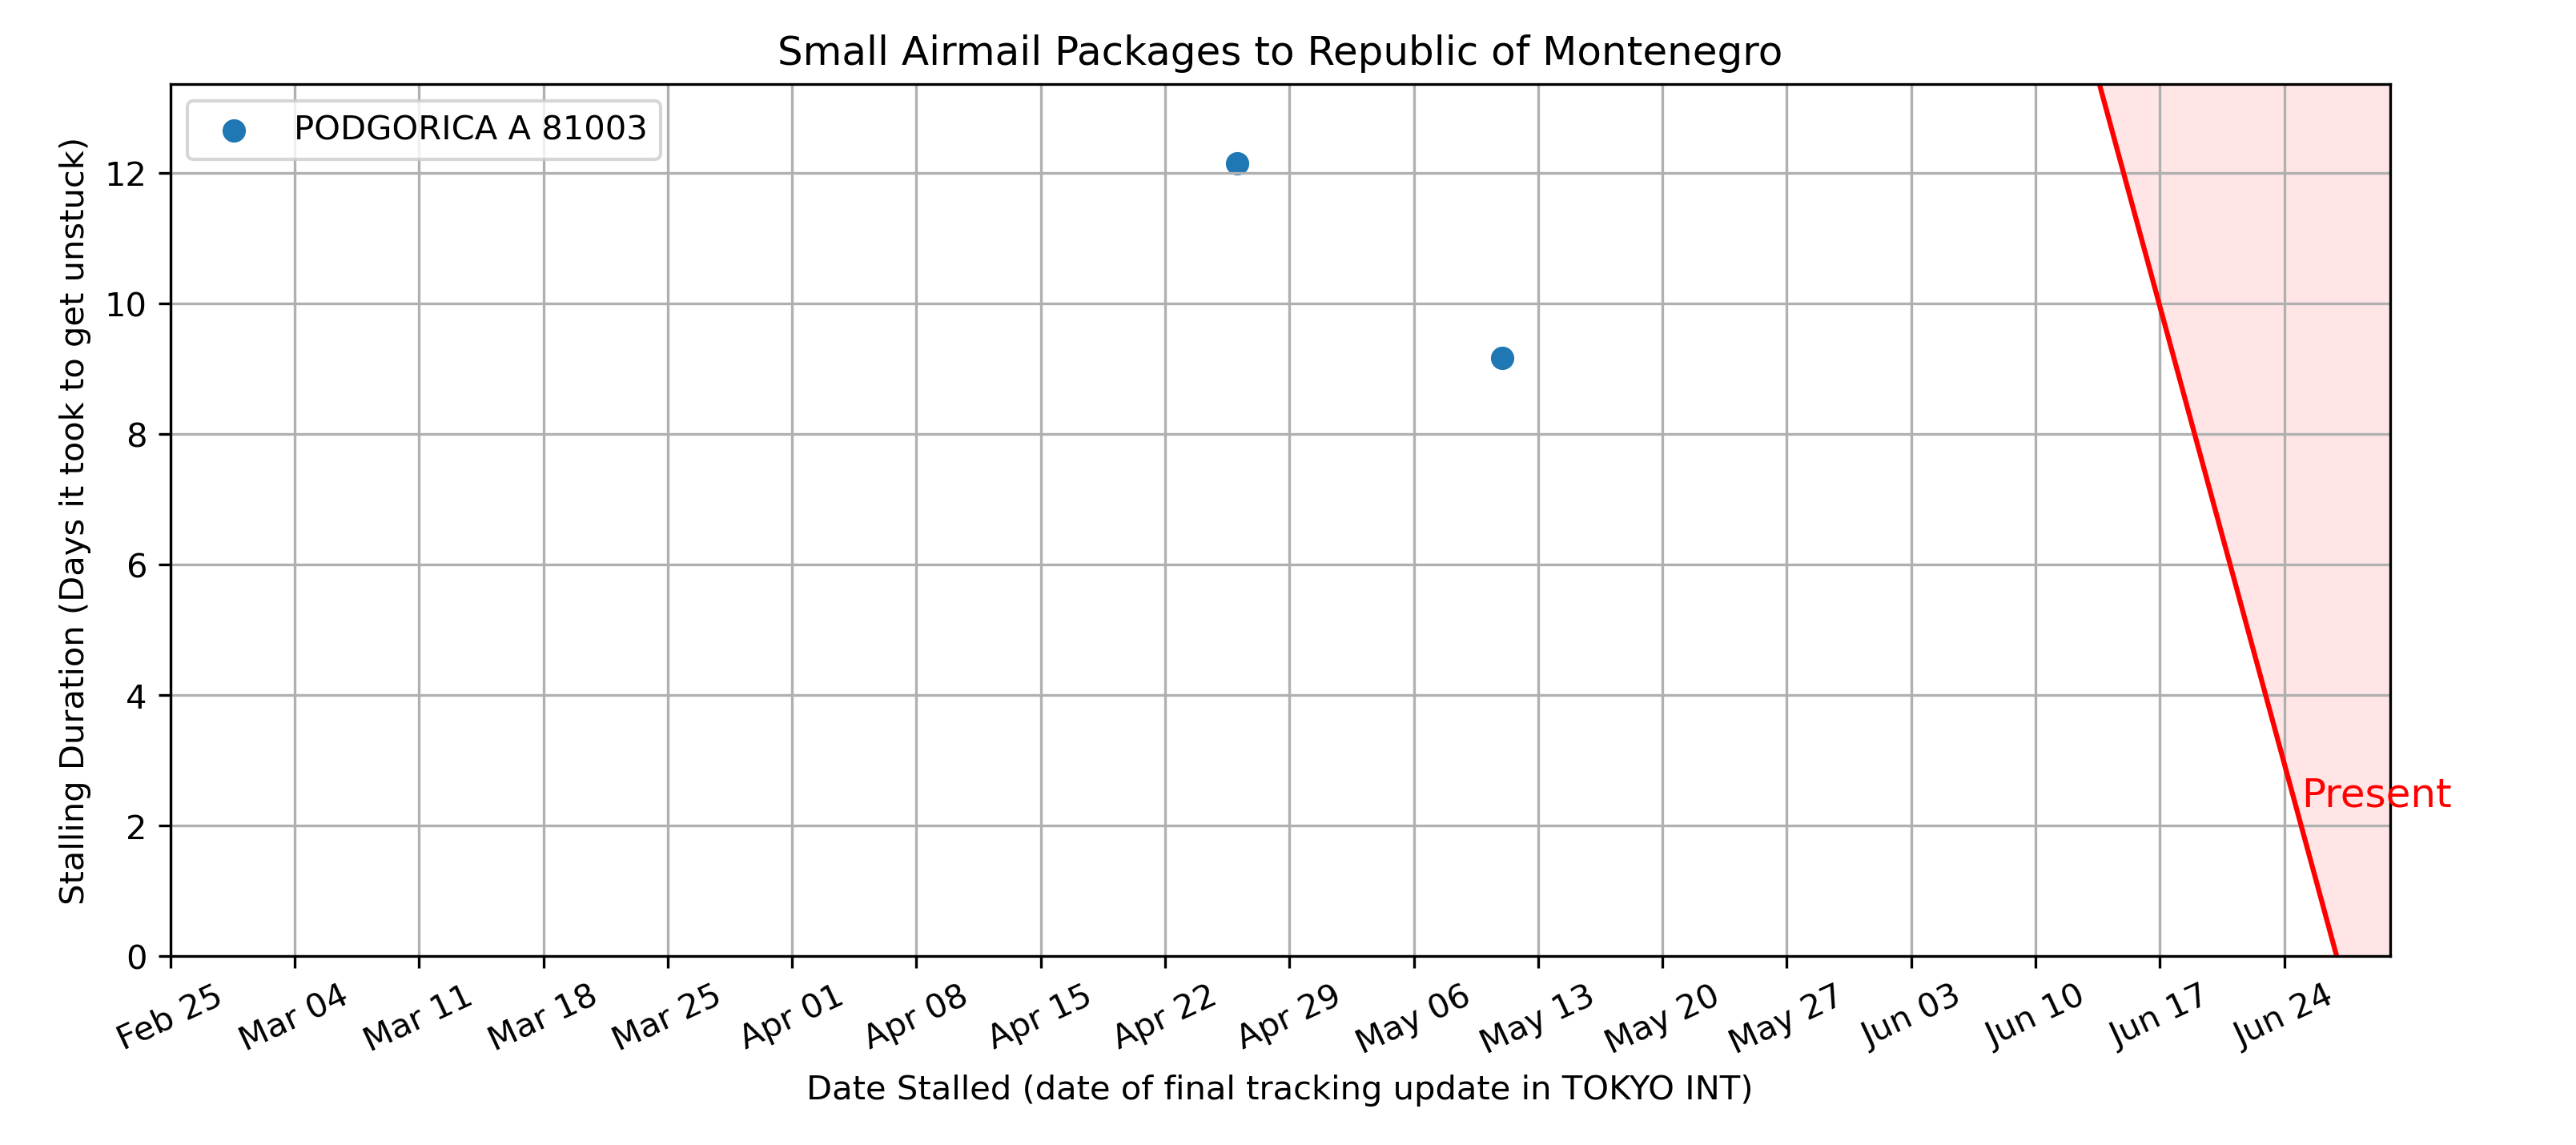 Small Airmail Packages to Republic of Montenegro
PODGORICA A 81003
Stalling Duration (Days it took to get unstuck)
12
10
8
6
4
2
0
Present
Feb 25
Mar 04
Mar 11
Mar 18
Mar 25
Apr 01
Apr 08
Apr 15
Apr 22
Apr 29
May 06
May 13
May 20
May 27
Jun 03
Jun 10
Jun 17
Jun 24
Date Stalled (date of final tracking update in TOKYO INT)